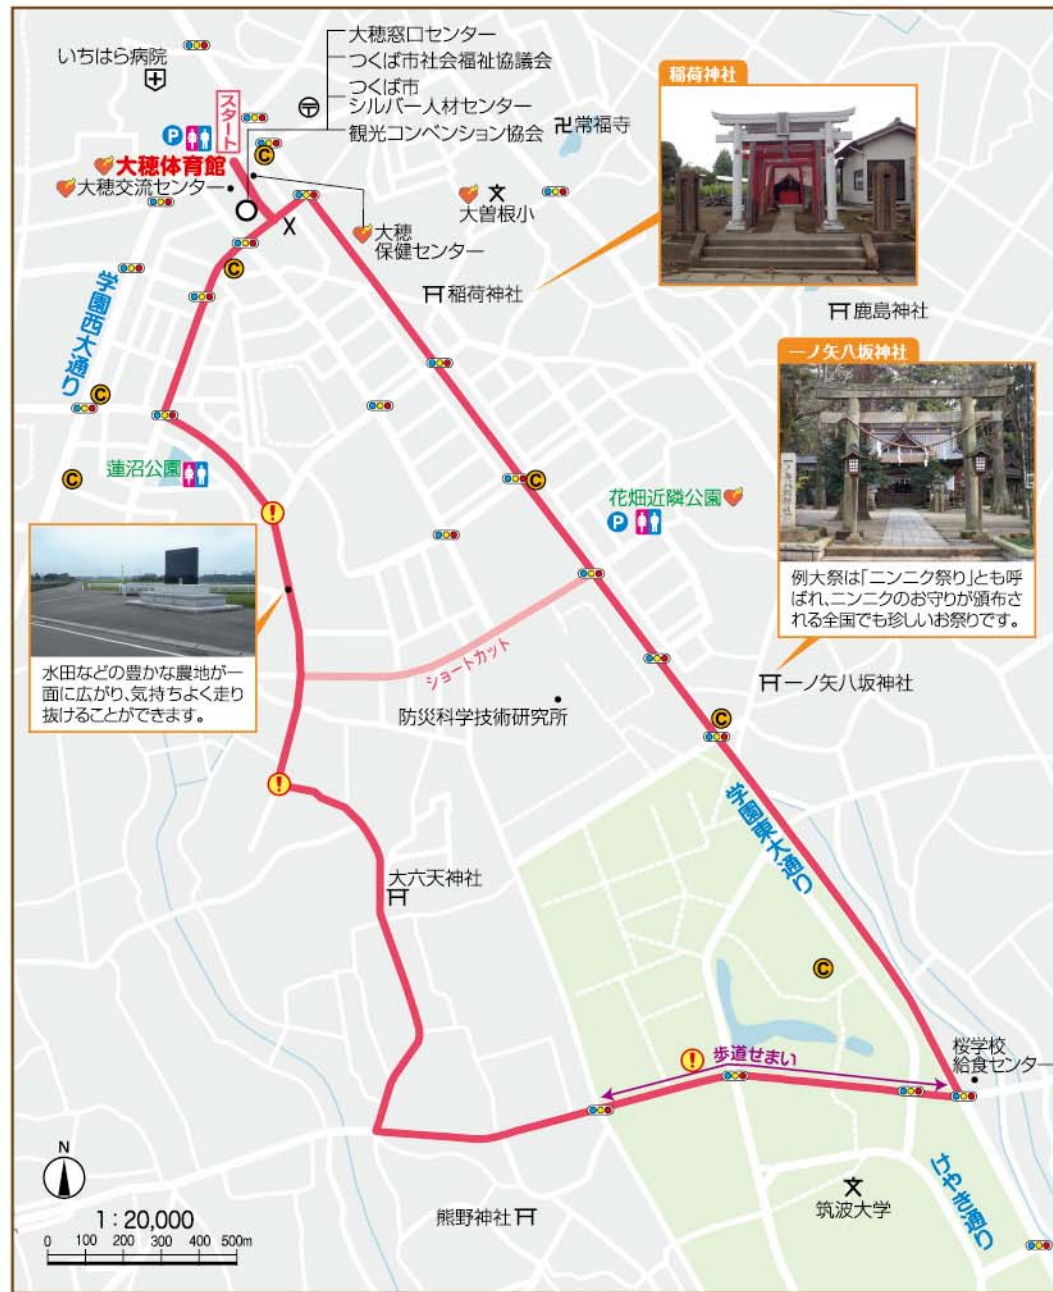 大穂窓口センター
いちはら病院
つくば市社会福祉協議会
つくば市
シルバー人材センター
観光コンベンション協会
卍常福寺
稲荷神社
スタート
P
〒
C
大穂体育館
大穂交流センター
文
大曽根小
大穂
保健センター
稲荷神社
鹿島神社
学園西大通り
C
一ノ矢八坂神社
C
C
蓮沼公園
C
花畑近隣公園
P
!
例大祭は「ニンニク祭り」とも呼
ばれ、ニンニクのお守りが頒布さ
れる全国でも珍しいお祭りです。
水田などの豊かな農地が一
面に広がり、気持ちよく走り
抜けることができます。
ショートカット
一ノ矢八坂神社
防災科学技術研究所
C
!
学園東大通り
大六天神社
C
!
歩道せまい
桜学校
給食センター
N
1:20,000
0 100 200 300 400 500m
熊野神社
文
筑波大学
けやき通り